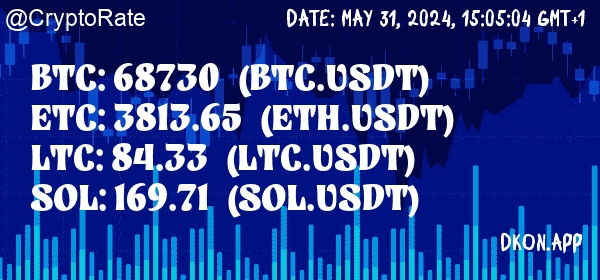 @CryptoRate
DATE: MAY 31, 2024, 15:05:04 GMT+1
BTC: 68730 (BTC.USDT)
ETC: 3813.65 (ETH.USDT)
LTC: 84.33 (LTC.USDT)
SOL: 169.71 (SOL.USDT)
DKON.APP